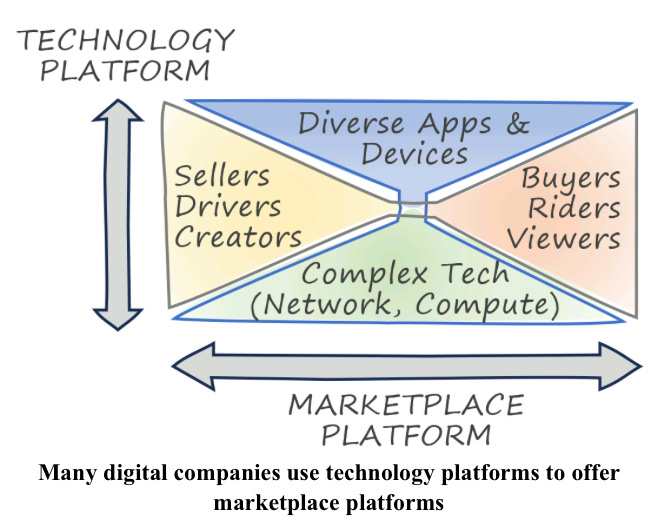 TECHNOLOGY
PLATFORM
Diverse Apps &
Devices
Sellers
Drivers
Creators
Buyers
Riders
Viewers
Complex Tech
(Network, Compute)
MARKETPLACE
PLATFORM
Many digital companies use technology platforms to offer
marketplace platforms